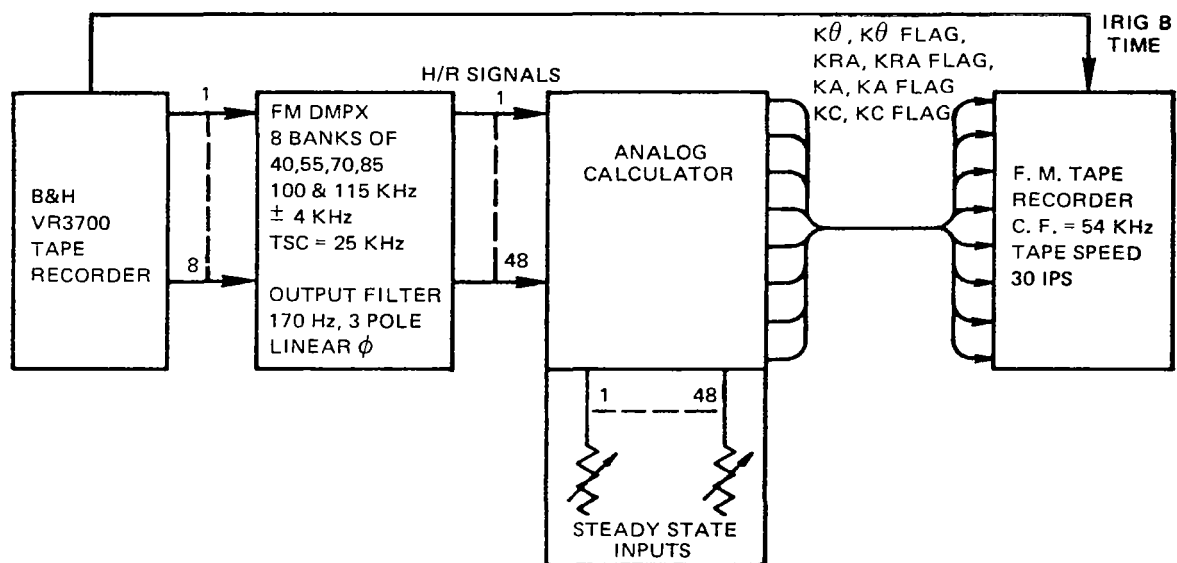 B&H
VR3700
TAPE
RECORDER
1
8
FM DMPX
8 BANKS OF
40,55,70,85
100 & 115 KHz
± 4 KHz
TSC = 25 KHz
OUTPUT FILTER
170 Hz, 3 POLE
LINEAR ϕ
H/R SIGNALS
1
48
ANALOG
CALCULATOR
1 48
STEADY STATE
INPUTS
Kθ, Kθ FLAG,
KRA, KRA FLAG,
KA, KA FLAG
KC, KC FLAG
IRIG B
TIME
F. M. TAPE
RECORDER
C. F. = 54 KHz
TAPE SPEED
30 IPS